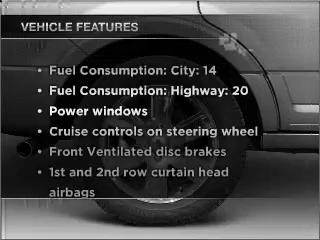 VEHICLE FEATURES
• Fuel Consumption: City: 14
• Fuel Consumption: Highway: 20
• Power windows
• Cruise controls on steering wheel
• Front Ventilated disc brakes
• 1st and 2nd row curtain head
airbags